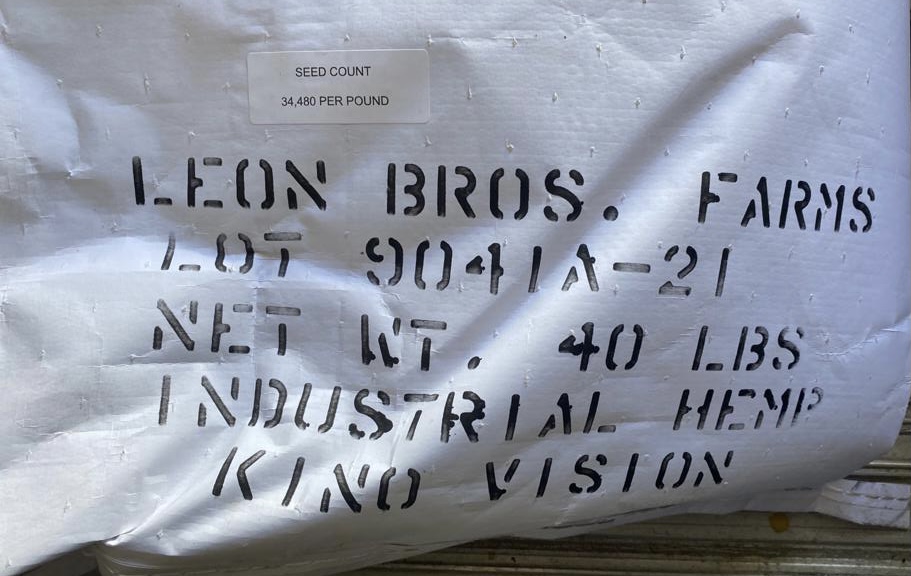 SEED COUNT
34,480 PER POUND
LEON BROS. FARMS
LOT 9041A-21
NET WT. 40 LBS
INDUSTRIAL HEMP
KINO VISION